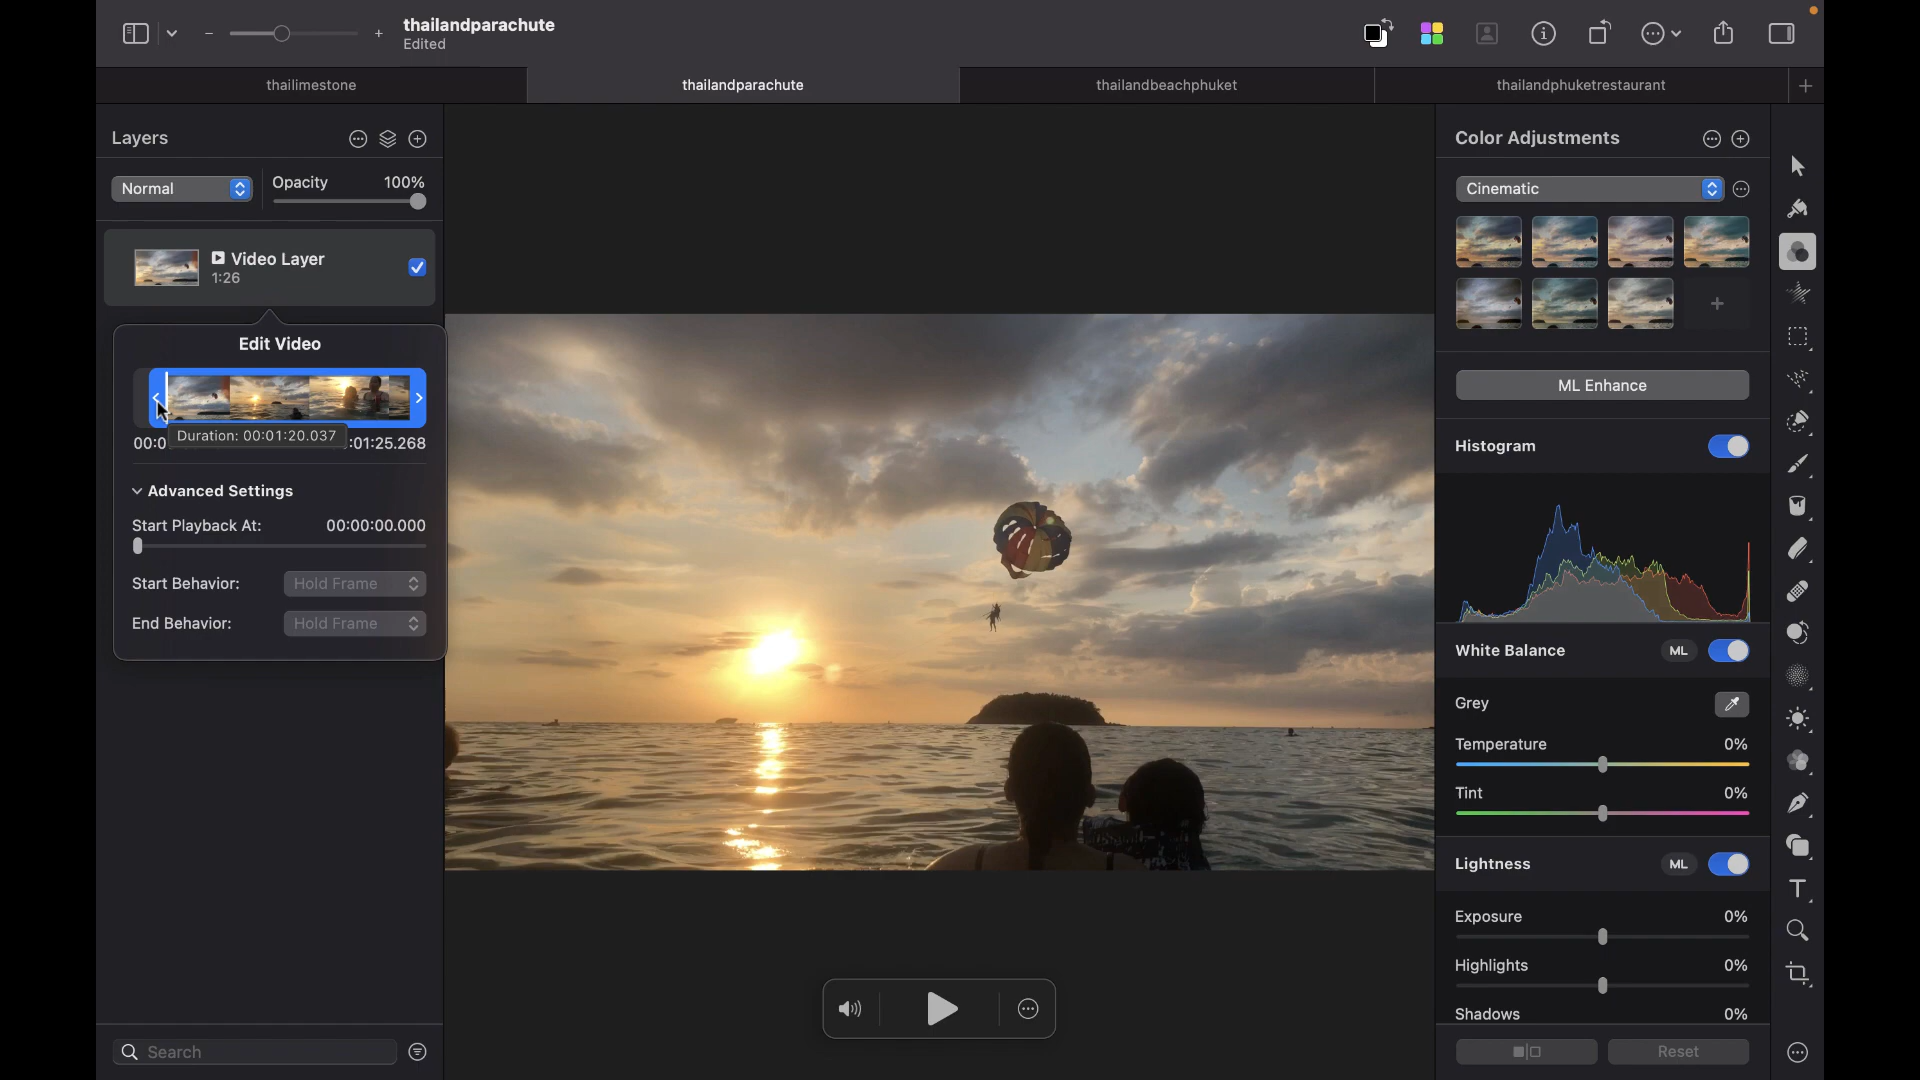 thailandparachute
Edited
thailimestone
thailandparachute
thailandbeachphuket
thailandphuketrestaurant
Layers
Normal
Opacity 100%
Video Layer
1:26
Edit Video
00:0
Duration: 00:01:20.037
:01:25.268
Advanced Settings
Start Playback At: 00:00:00.000
Start Behavior: Hold Frame
End Behavior: Hold Frame
Search
Color Adjustments
Cinematic
ML Enhance
Histogram
White Balance ML
Grey
Temperature 0%
Tint 0%
Lightness ML
Exposure 0%
Highlights 0%
Shadows 0%
Reset